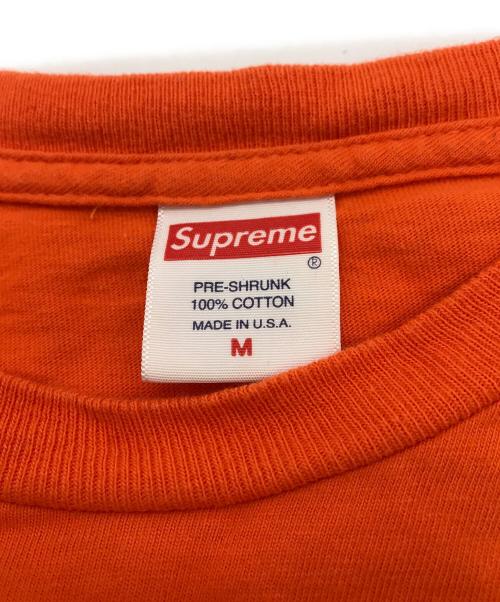 Supreme
®
PRE-SHRUNK
100% COTTON
MADE IN U.S.A.
M